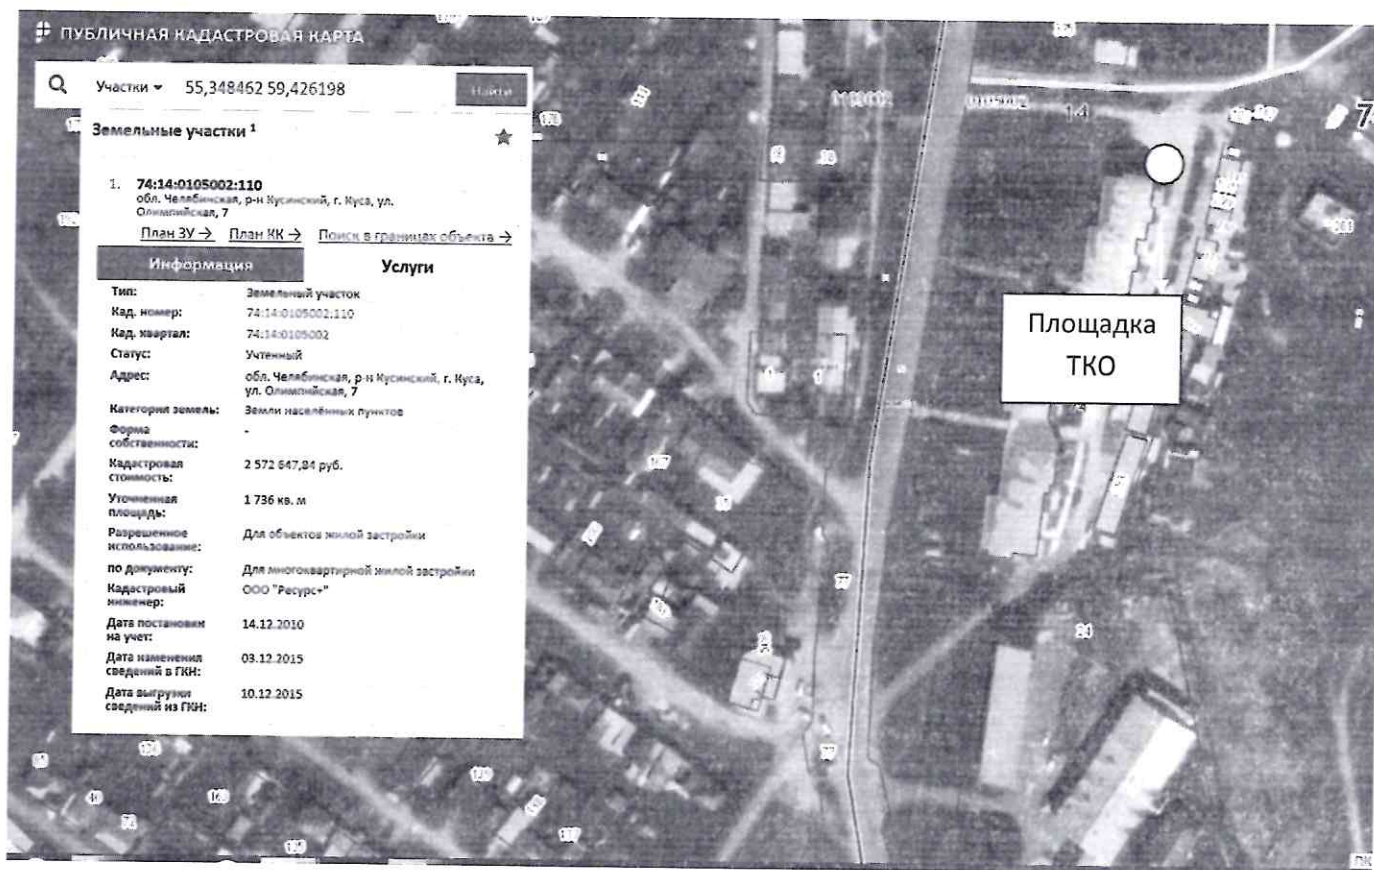 ПУБЛИЧНАЯ КАДАСТРОВАЯ КАРТА
Участки 55,348462 59,426198 Найти
Земельные участки 1
1. 74:14:0105002:110
обл. Челябинская, р-н Кусинский, г. Куса, ул.
Олимпийская, 7
План ЗУ → План КК → Поиск в границах объекта →
Информация Услуги
Тип: Земельный участок
Кад. номер: 74:14:0105002:110
Кад. квартал: 74:14:0105002
Статус: Учтенный
Адрес: обл. Челябинская, р-н Кусинский, г. Куса,
ул. Олимпийская, 7
Категория земель: Земли населённых пунктов
Форма
собственности: -
Кадастровая
стоимость: 2 572 647,84 руб.
Уточненная
площадь: 1 736 кв. м
Разрешенное
использование: Для объектов жилой застройки
по документу: Для многоквартирной жилой застройки
Кадастровый
инженер: ООО "Ресурс+"
Дата постановки
на учет: 14.12.2010
Дата изменения
сведений в ГКН: 03.12.2015
Дата выгрузки
сведений из ГКН: 10.12.2015
14
7
Площадка
ТКО
77
77